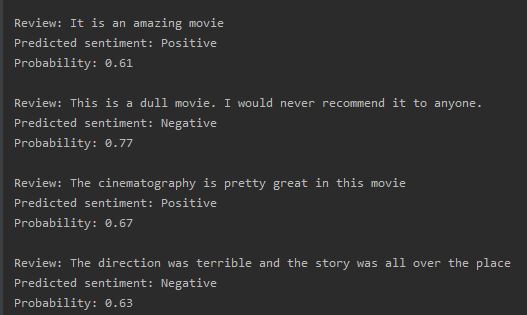 Review: It is an amazing movie
Predicted sentiment: Positive
Probability: 0.61
Review: This is a dull movie. I would never recommend it to anyone.
Predicted sentiment: Negative
Probability: 0.77
Review: The cinematography is pretty great in this movie
Predicted sentiment: Positive
Probability: 0.67
Review: The direction was terrible and the story was all over the place
Predicted sentiment: Negative
Probability: 0.63